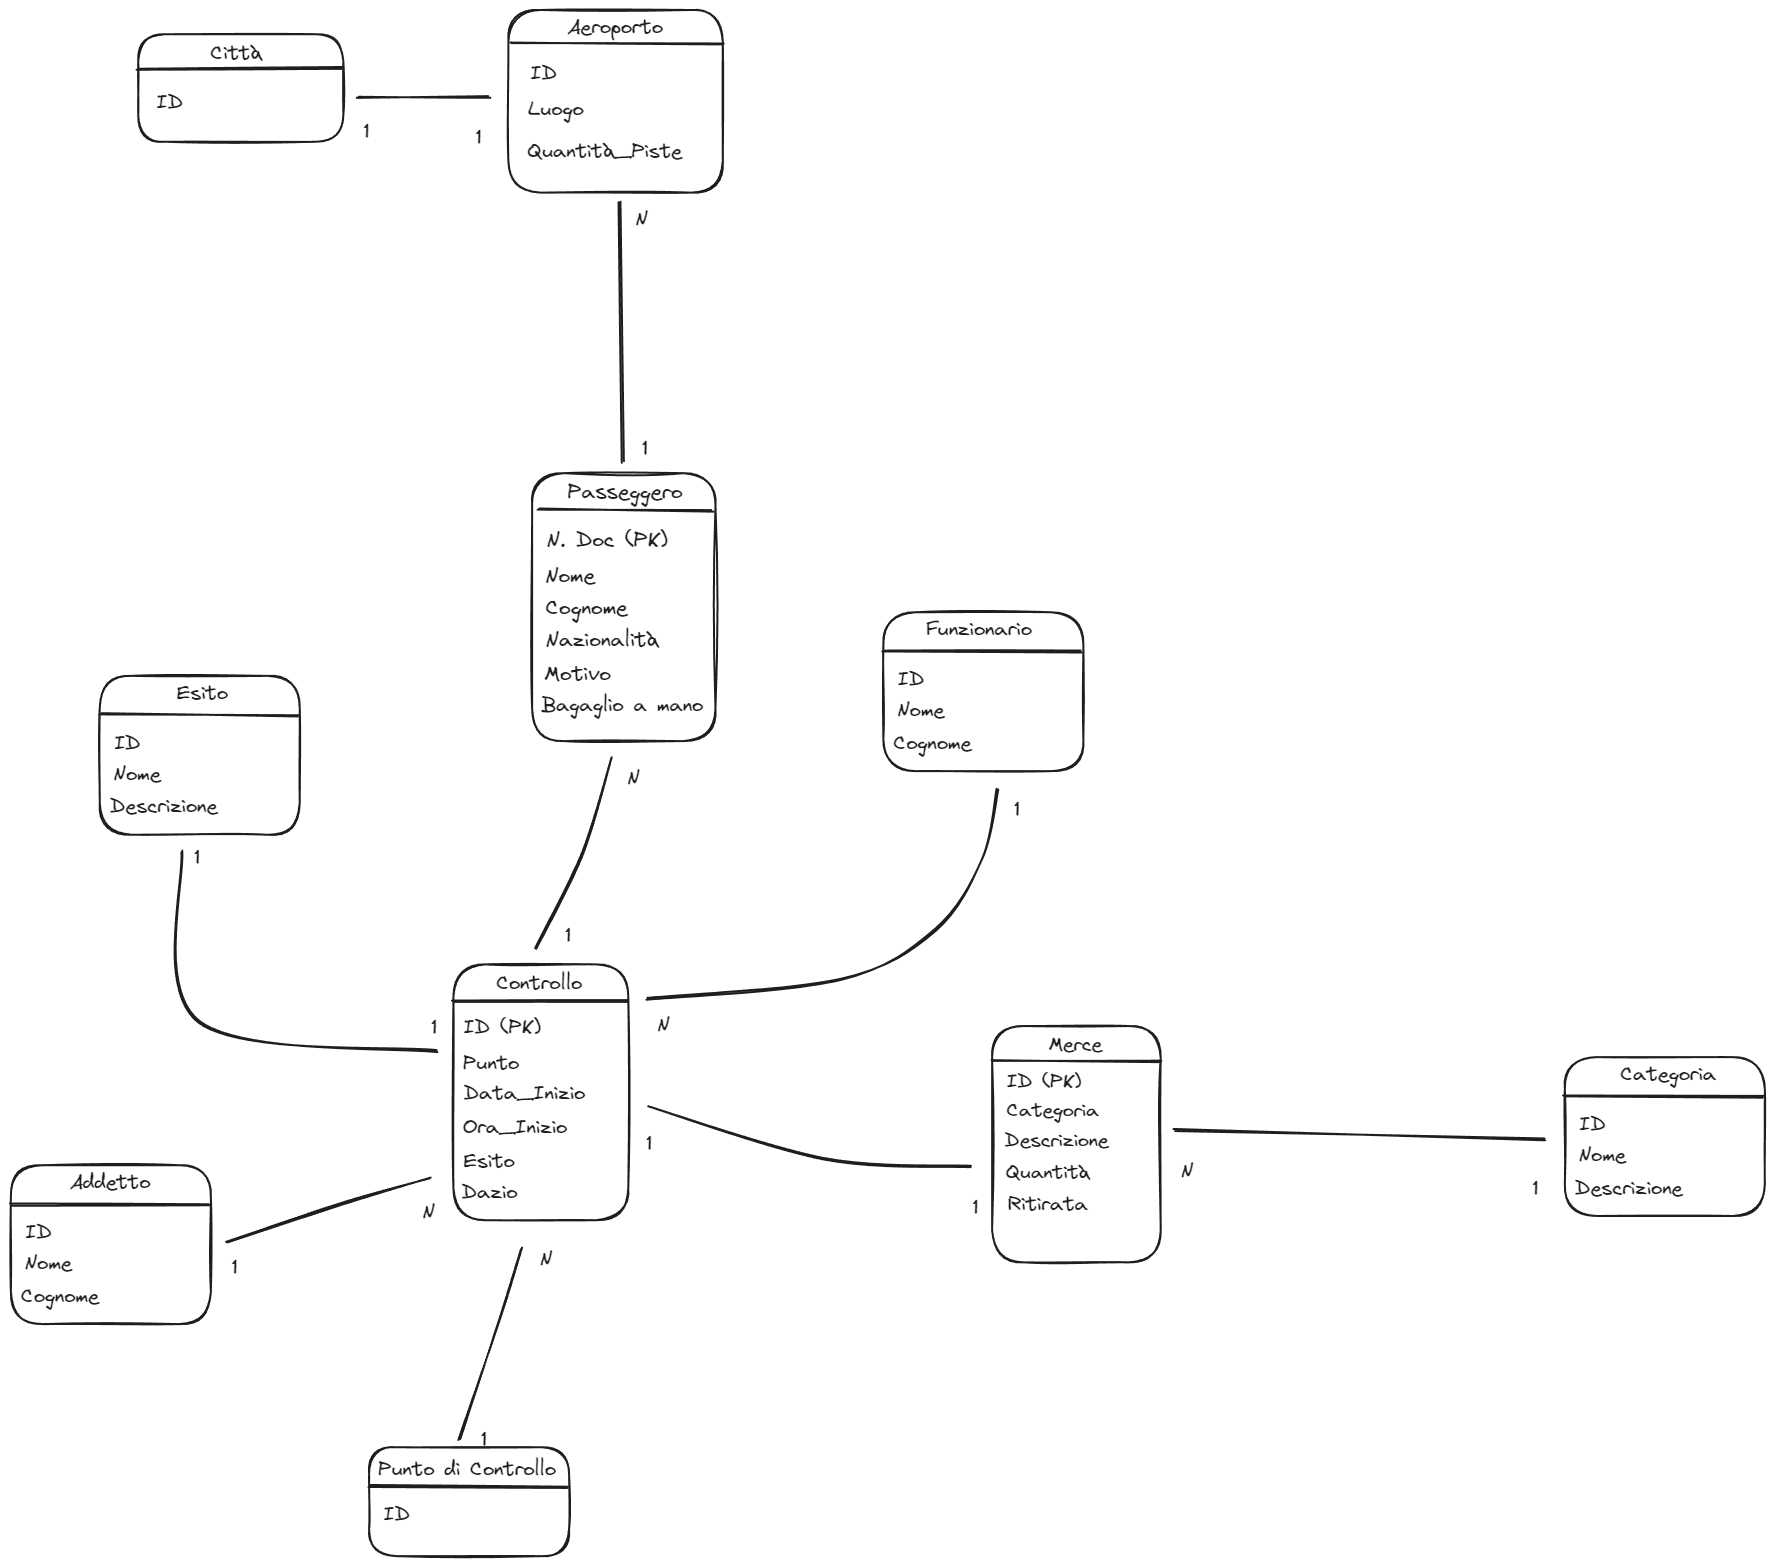 Aeroporto
ID
Luogo
Quantità_Piste
Città
ID
1
1
N
1
Passeggero
N. Doc (PK)
Nome
Cognome
Nazionalità
Motivo
Bagaglio a mano
N
1
Funzionario
ID
Nome
Cognome
1
N
Esito
ID
Nome
Descrizione
1
1
Controllo
ID (PK)
Punto
Data_Inizio
Ora_Inizio
Esito
Dazio
1
1
Merce
ID (PK)
Categoria
Descrizione
Quantità
Ritirata
N
1
Categoria
ID
Nome
Descrizione
Addetto
ID
Nome
Cognome
1
N
N
1
Punto di Controllo
ID